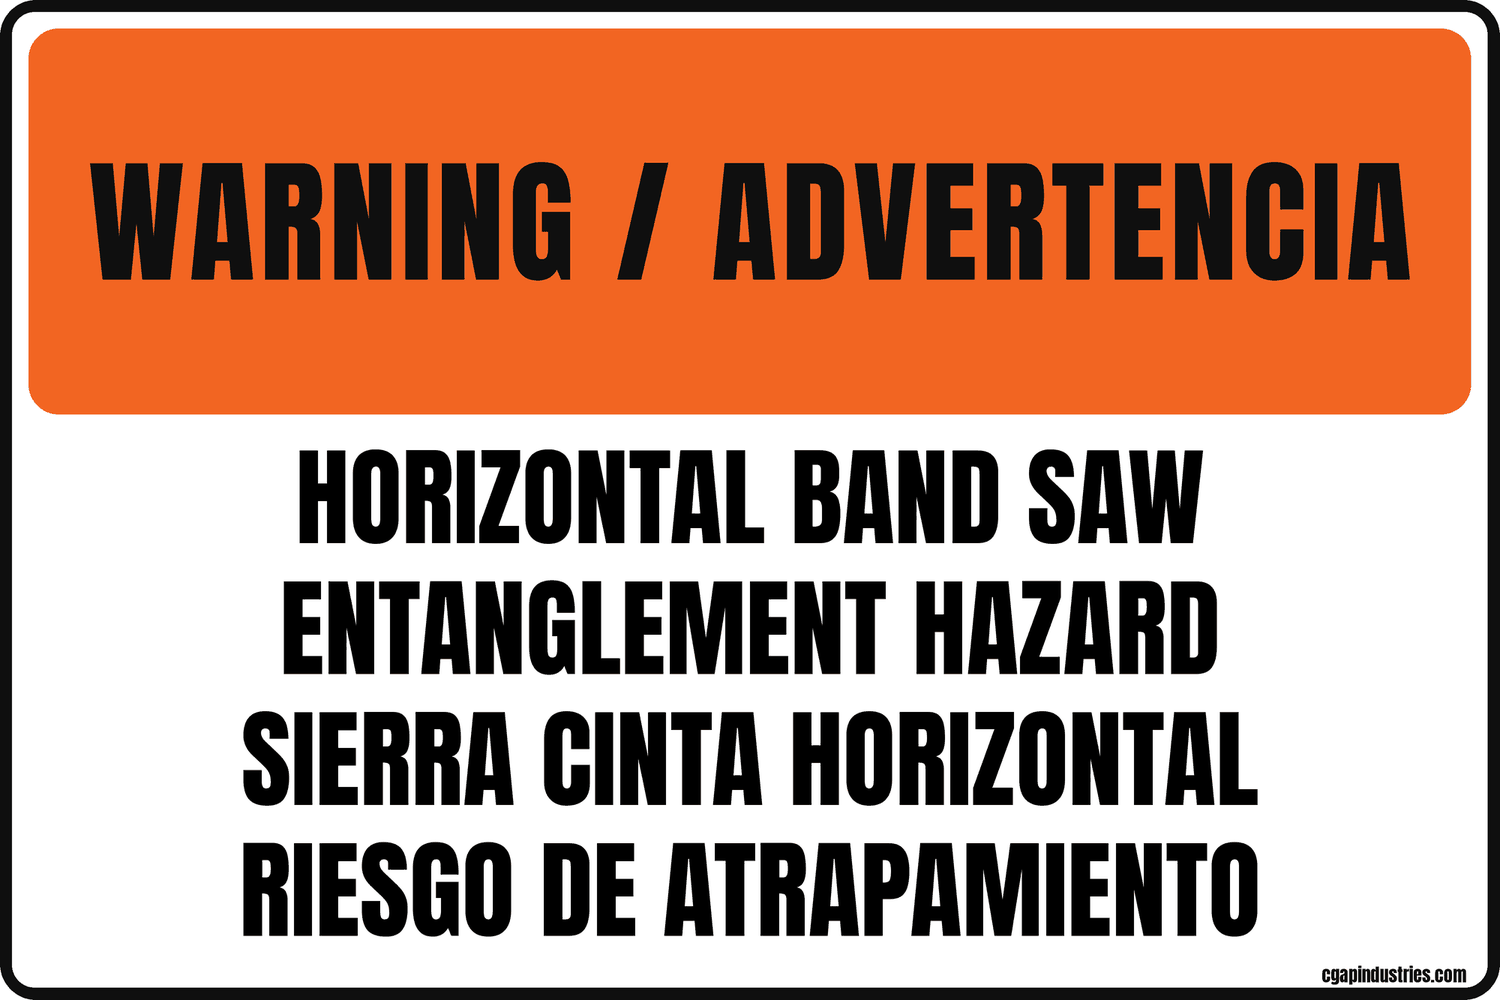 WARNING / ADVERTENCIA
HORIZONTAL BAND SAW
ENTANGLEMENT HAZARD
SIERRA CINTA HORIZONTAL
RIESGO DE ATRAPAMIENTO
cgapindustries.com